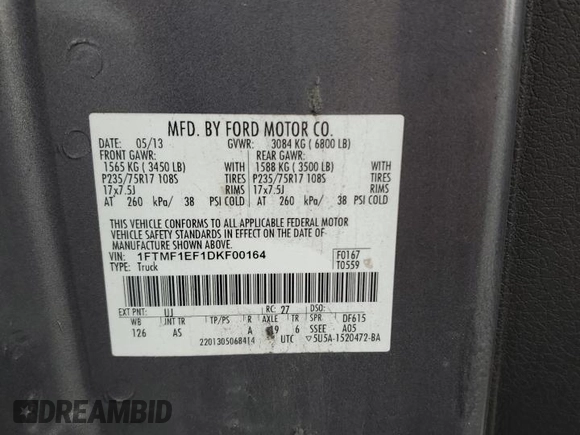 MFD. BY FORD MOTOR CO.
DATE: 05/13 GVWR: 3084 KG ( 6800 LB)
FRONT GAWR: REAR GAWR:
1565 KG ( 3450 LB) WITH 1588 KG ( 3500 LB) WITH
P235/75R17 108S TIRES P235/75R17 108S TIRES
17x7.5J RIMS 17x7.5J RIMS
AT 260 kPa/ 38 PSI COLD AT 260 kPa/ 38 PSI COLD
THIS VEHICLE CONFORMS TO ALL APPLICABLE FEDERAL MOTOR
VEHICLE SAFETY STANDARDS IN EFFECT ON THE DATE OF
MANUFACTURE SHOWN ABOVE.
VIN: 1FTMF1EF1DKF00164 F0167
TYPE: Truck T0559
EXT PNT: UJ RC: 27 DSO:
WB INT TR TP/PS R AXLE TR SPR DF615
126 AS A 19 6 SSEE A05
2201305068414 UTC ▽5U5A-1520472-BA
DREAMBID